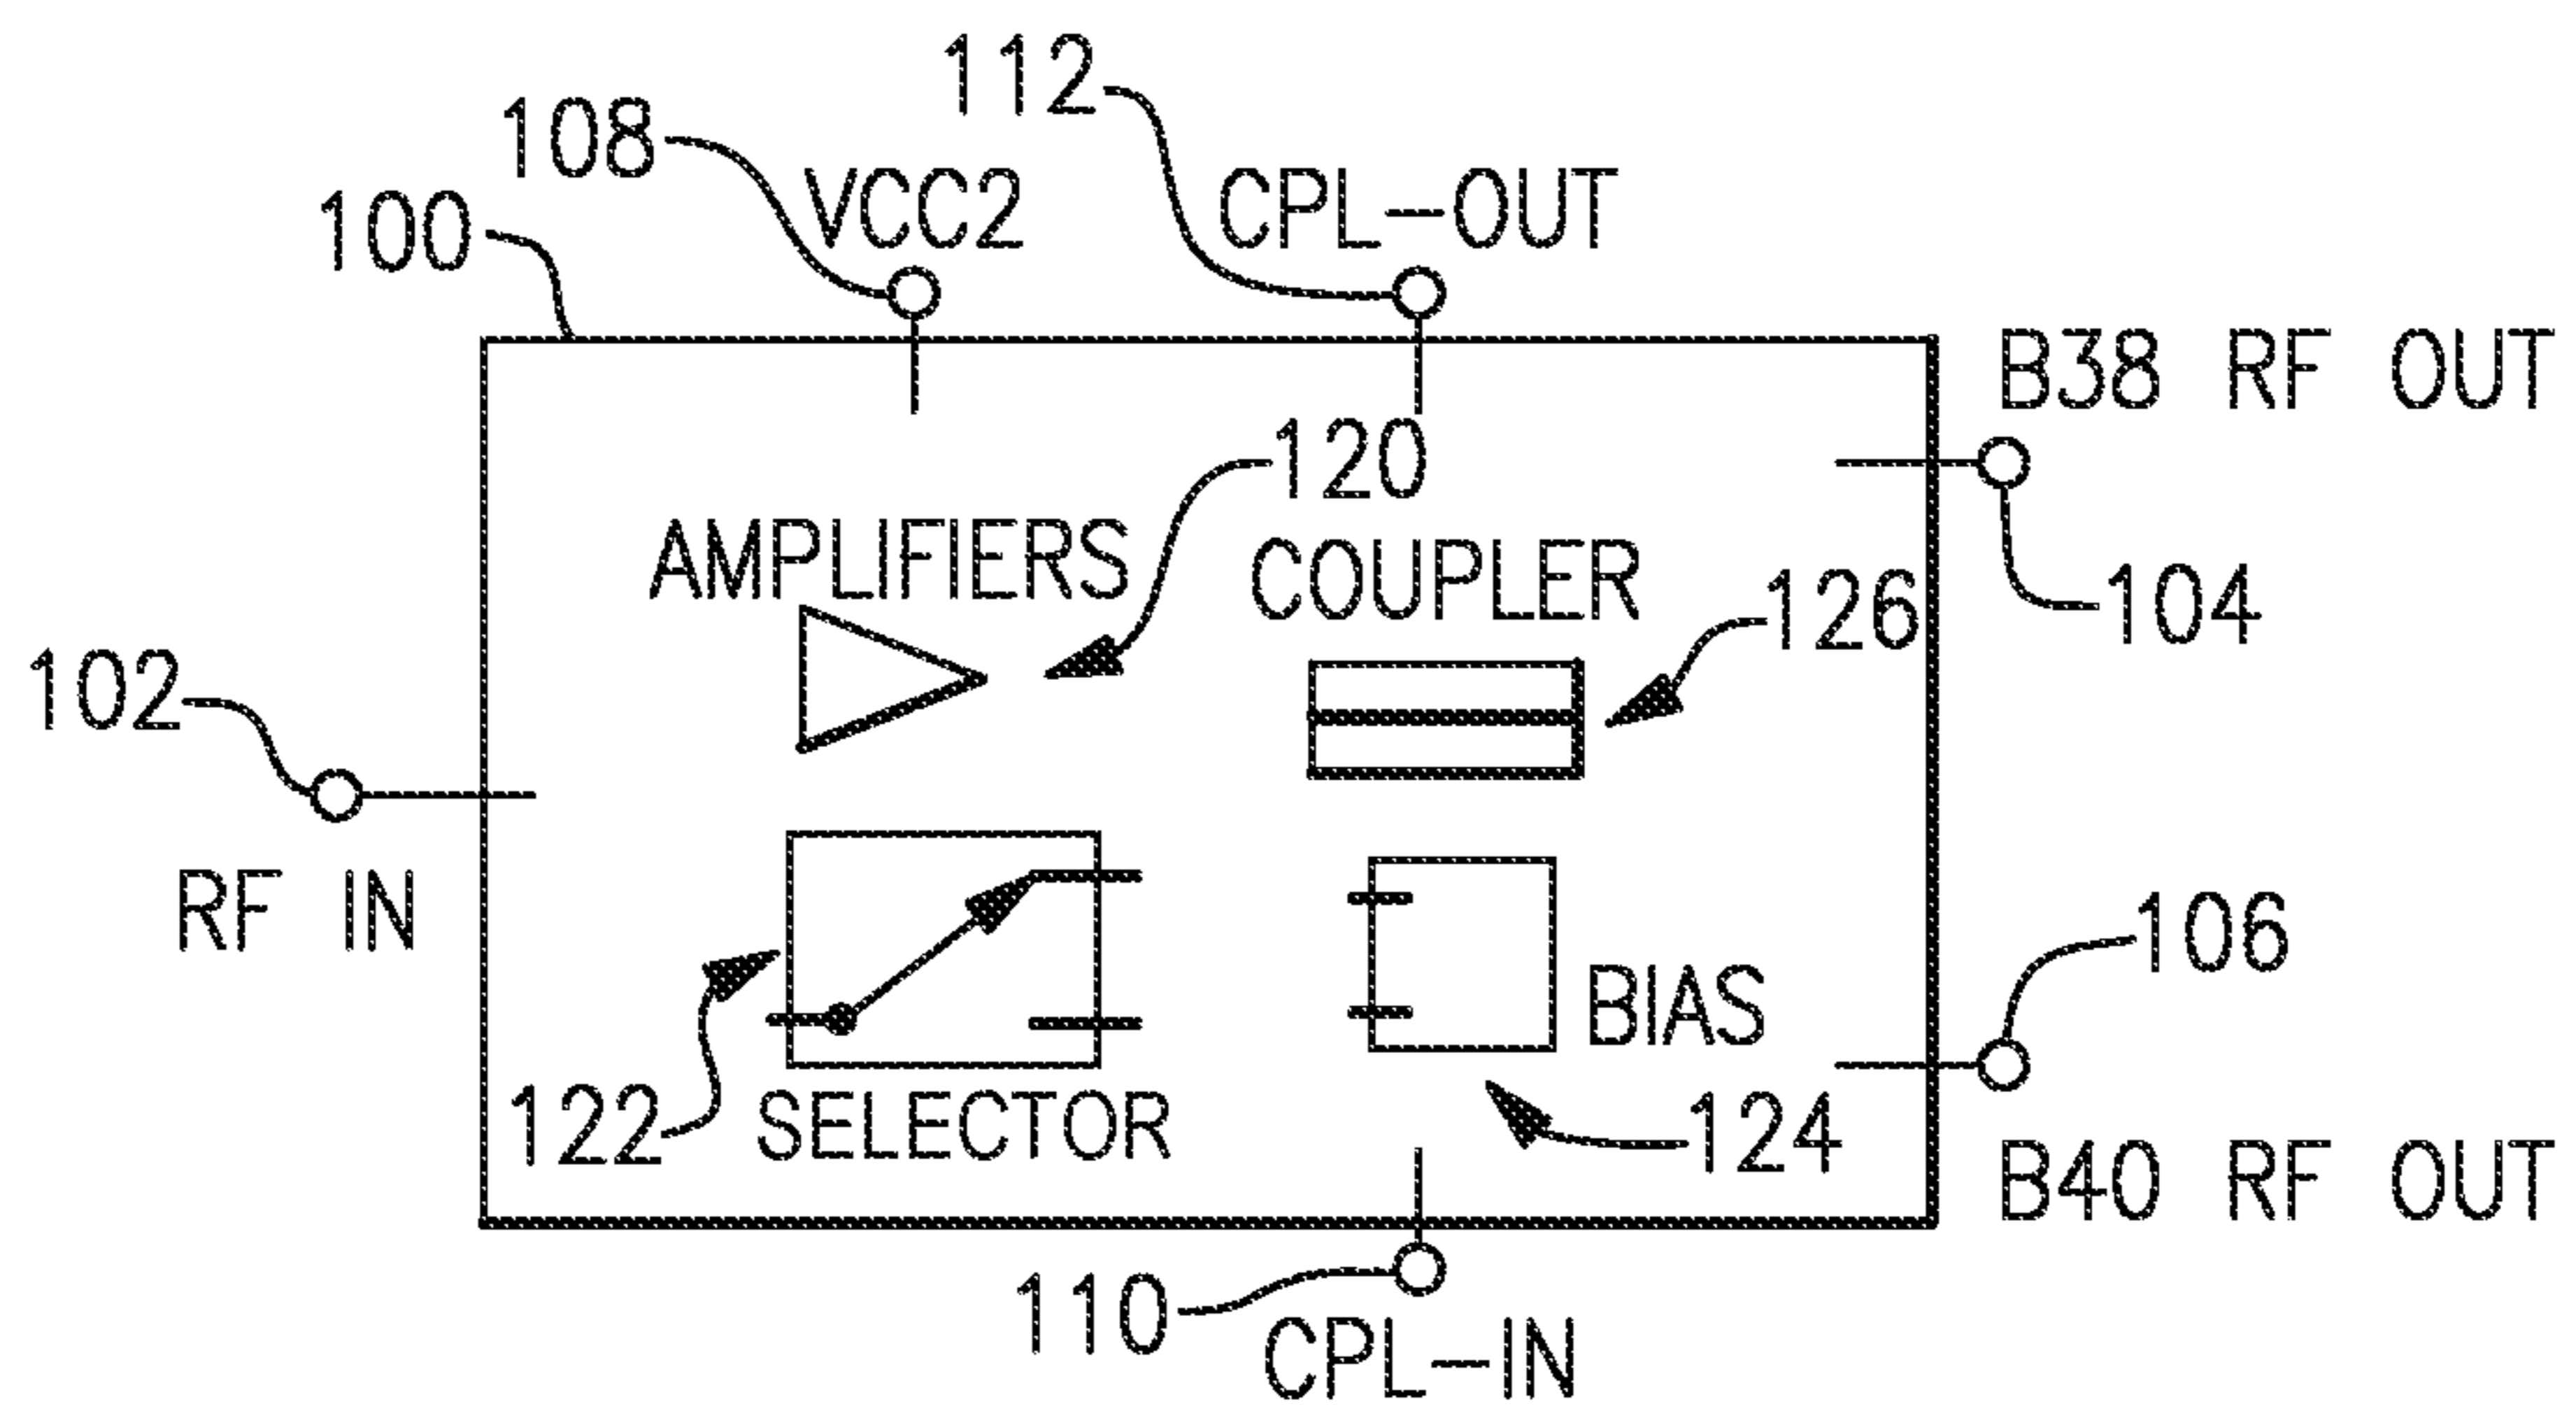 112
108
VCC2
CPL-OUT
100
B38 RF OUT
120
AMPLIFIERS
COUPLER
126
104
102
RF IN
106
BIAS
122
SELECTOR
124
B40 RF OUT
110
CPL-IN